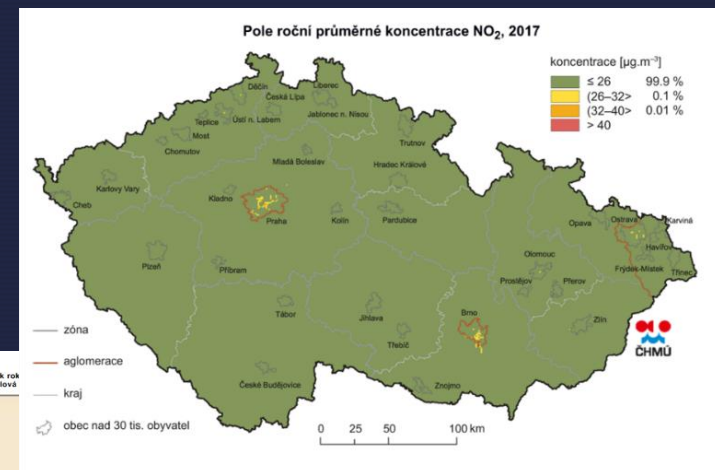 Pole roční průměrné koncentrace NO₂, 2017
koncentrace [µg.m⁻³]
≤ 26 99.9 %
(26–32> 0.1 %
(32–40> 0.01 %
> 40
Děčín
Liberec
Česká Lípa
Teplice
Ústí n. Labem
Jablonec n. Nisou
Most
Chomutov
Trutnov
Mladá Boleslav
Hradec Králové
Karlovy Vary
Cheb
Kladno
Praha
Kolín
Pardubice
Opava
Ostrava
Karviná
Havířov
Plzeň
Příbram
Olomouc
Frýdek-Místek
Třinec
Prostějov
Přerov
Tábor
Jihlava
Brno
Zlín
Třebíč
ČHMÚ
České Budějovice
Znojmo
zóna
aglomerace
kraj
obec nad 30 tis. obyvatel
0 25 50 100 km